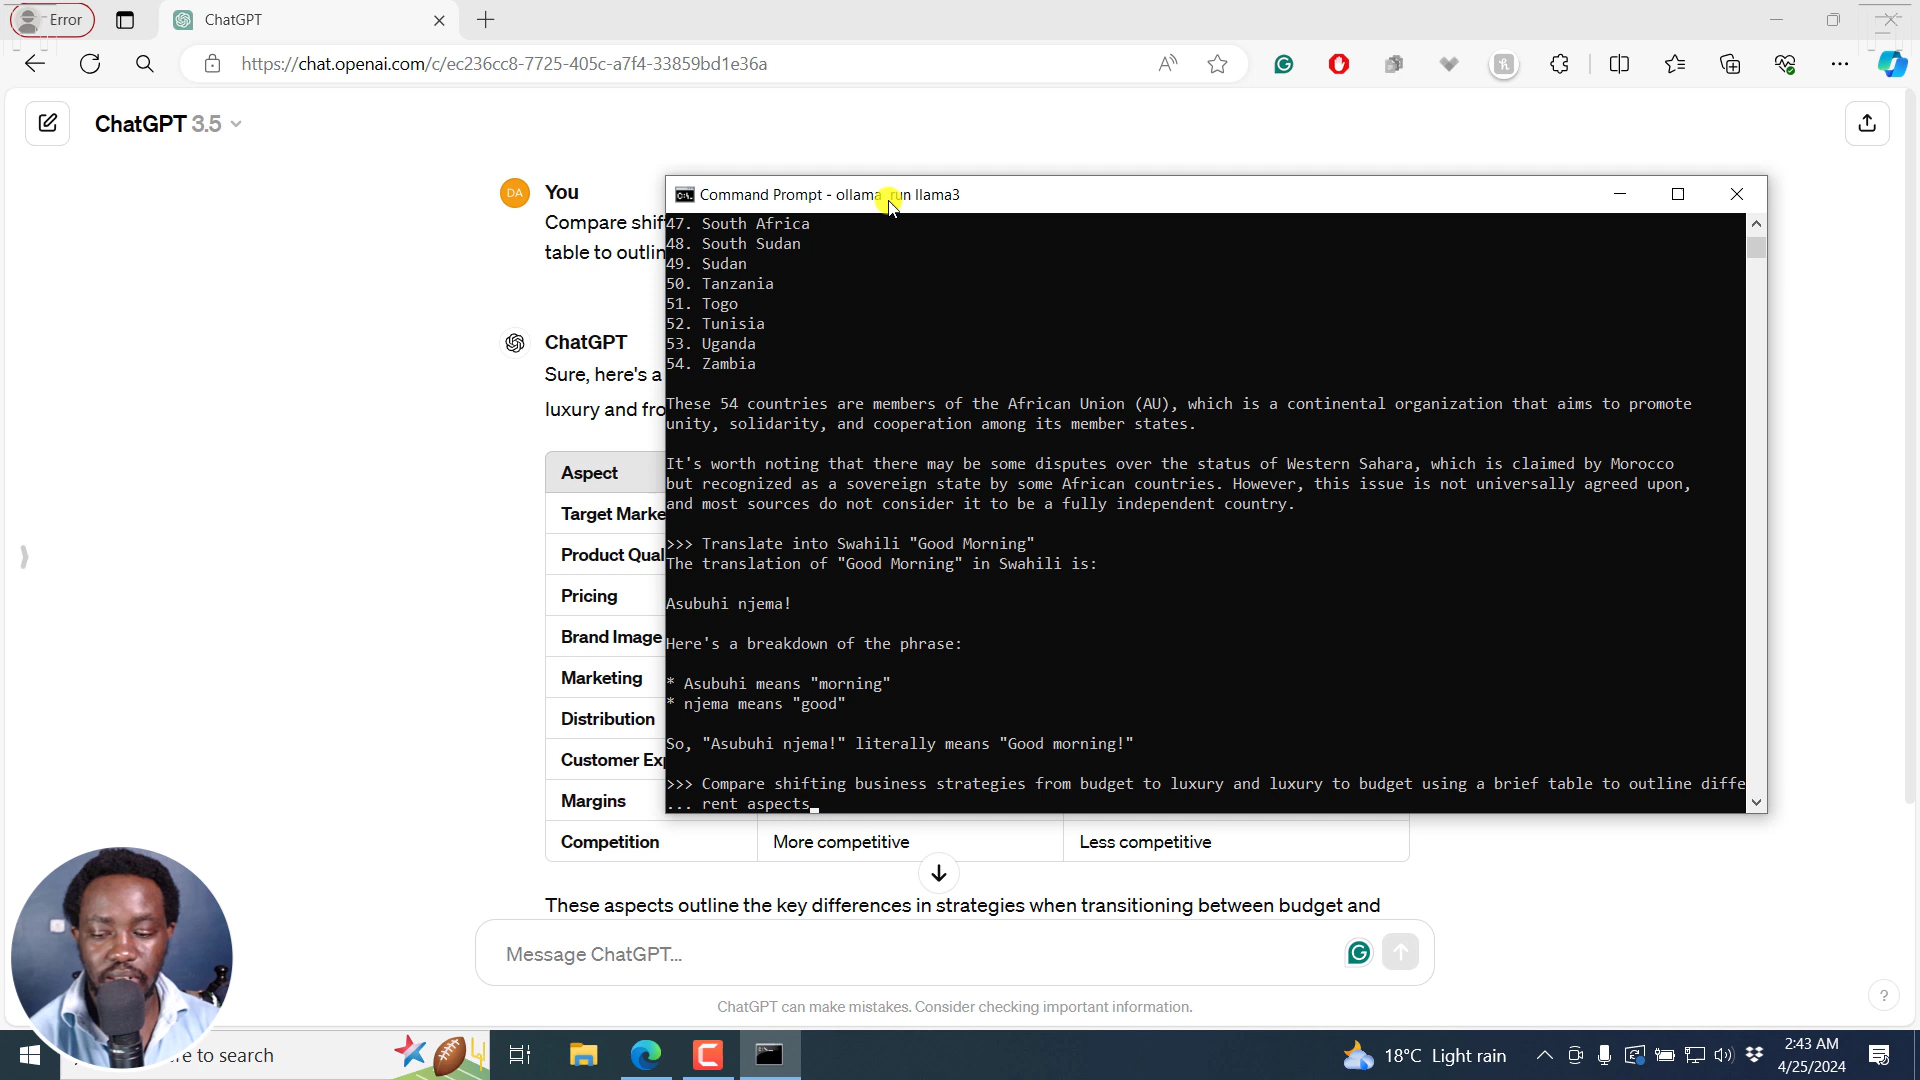 Error
ChatGPT
https://chat.openai.com/c/ec236cc8-7725-405c-a7f4-33859bd1e36a
ChatGPT 3.5
DA
You
Compare shif
table to outlin
ChatGPT
Sure, here's a
luxury and fro
Aspect
Target Marke
Product Qual
Pricing
Brand Image
Marketing
Distribution
Customer Exp
Margins
Competition More competitive Less competitive
These aspects outline the key differences in strategies when transitioning between budget and
Message ChatGPT...
ChatGPT can make mistakes. Consider checking important information.
?
Command Prompt - ollama run llama3
47. South Africa
48. South Sudan
49. Sudan
50. Tanzania
51. Togo
52. Tunisia
53. Uganda
54. Zambia
These 54 countries are members of the African Union (AU), which is a continental organization that aims to promote
unity, solidarity, and cooperation among its member states.
It's worth noting that there may be some disputes over the status of Western Sahara, which is claimed by Morocco
but recognized as a sovereign state by some African countries. However, this issue is not universally agreed upon,
and most sources do not consider it to be a fully independent country.
>>> Translate into Swahili "Good Morning"
The translation of "Good Morning" in Swahili is:
Asubuhi njema!
Here's a breakdown of the phrase:
* Asubuhi means "morning"
* njema means "good"
So, "Asubuhi njema!" literally means "Good morning!"
>>> Compare shifting business strategies from budget to luxury and luxury to budget using a brief table to outline diffe
... rent aspects
re to search
18°C Light rain
2:43 AM
4/25/2024